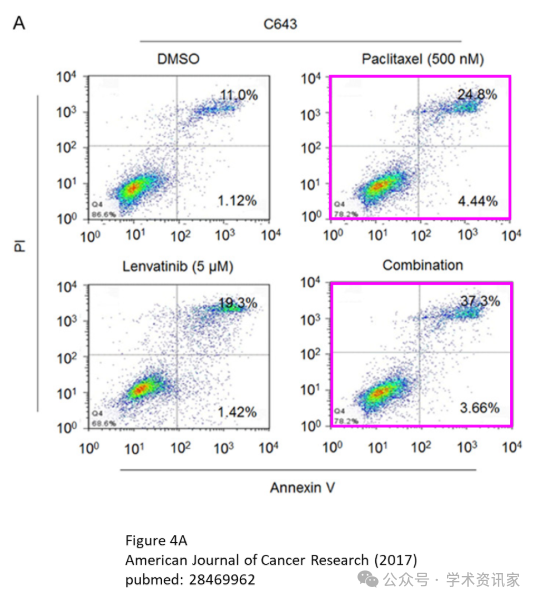 A
C643
DMSO
Paclitaxel (500 nM)
10⁴
10³
10²
10¹
10⁰
11.0%
1.12%
Q4
86.6%
10⁰ 10¹ 10² 10³ 10⁴
10⁴
10³
10²
10¹
10⁰
24.8%
4.44%
Q4
78.2%
10⁰ 10¹ 10² 10³ 10⁴
PI
Lenvatinib (5 µM)
Combination
10⁴
10³
10²
10¹
10⁰
19.3%
1.42%
Q4
68.6%
10⁰ 10¹ 10² 10³ 10⁴
10⁴
10³
10²
10¹
10⁰
37.3%
3.66%
Q4
78.2%
10⁰ 10¹ 10² 10³ 10⁴
Annexin V
Figure 4A
American Journal of Cancer Research (2017)
pubmed: 28469962
公众号 · 学术资讯家